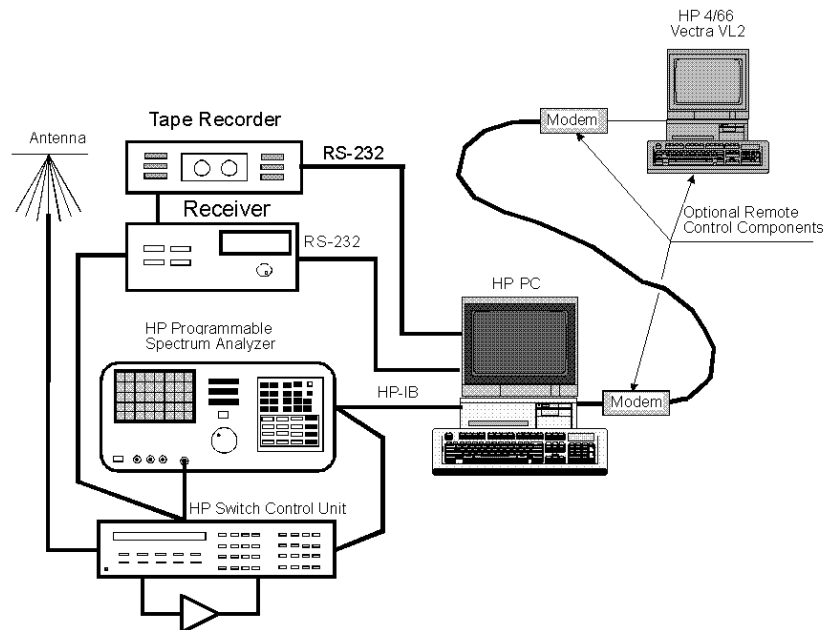 HP 4/66
Vectra VL2
Modem
Antenna
Tape Recorder
RS-232
Receiver
RS-232
Optional Remote
Control Components
HP PC
HP Programmable
Spectrum Analyzer
HP-IB
Modem
HP Switch Control Unit